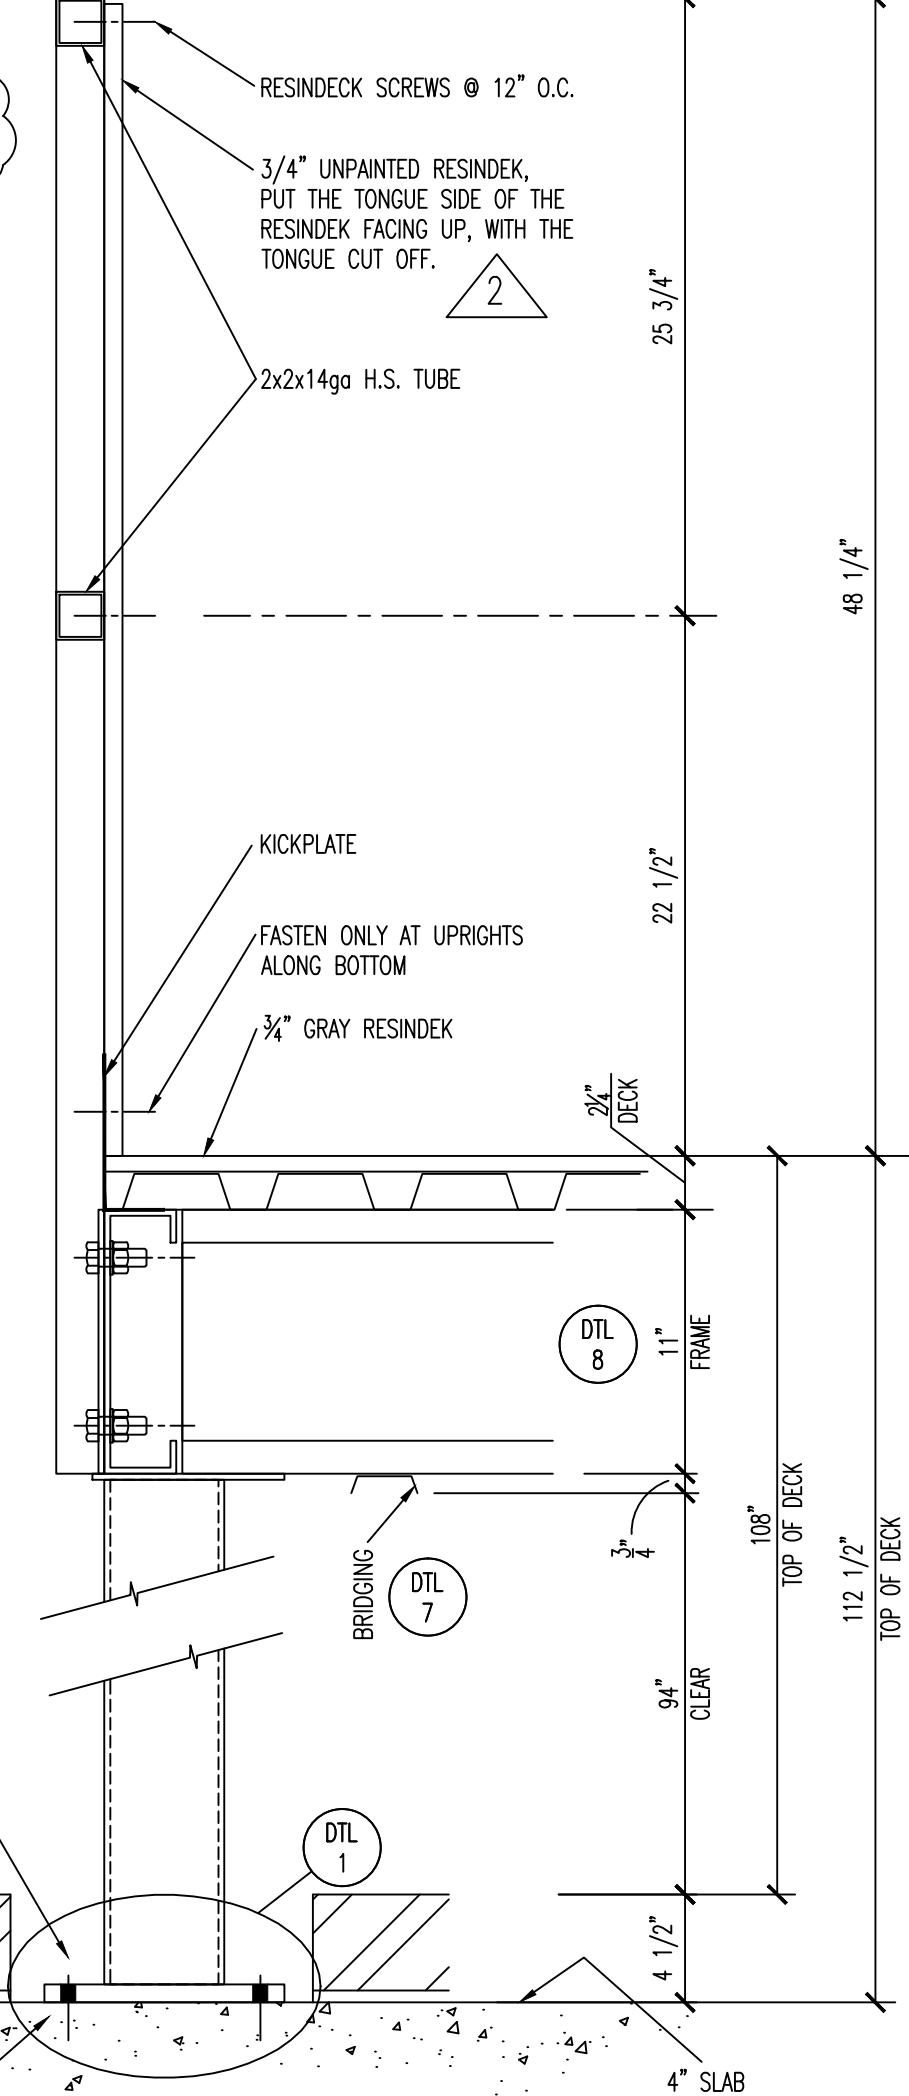 RESINDECK SCREWS @ 12" O.C.
3/4" UNPAINTED RESINDEK,
PUT THE TONGUE SIDE OF THE
RESINDEK FACING UP, WITH THE
TONGUE CUT OFF.
2
25 3/4"
2x2x14ga H.S. TUBE
48 1/4"
KICKPLATE
22 1/2"
FASTEN ONLY AT UPRIGHTS
ALONG BOTTOM
3/4" GRAY RESINDEK
2 1/4"
DECK
DTL
8
11"
FRAME
3/4"
BRIDGING
DTL
7
108"
TOP OF DECK
112 1/2"
TOP OF DECK
94"
CLEAR
DTL
1
4 1/2"
4" SLAB